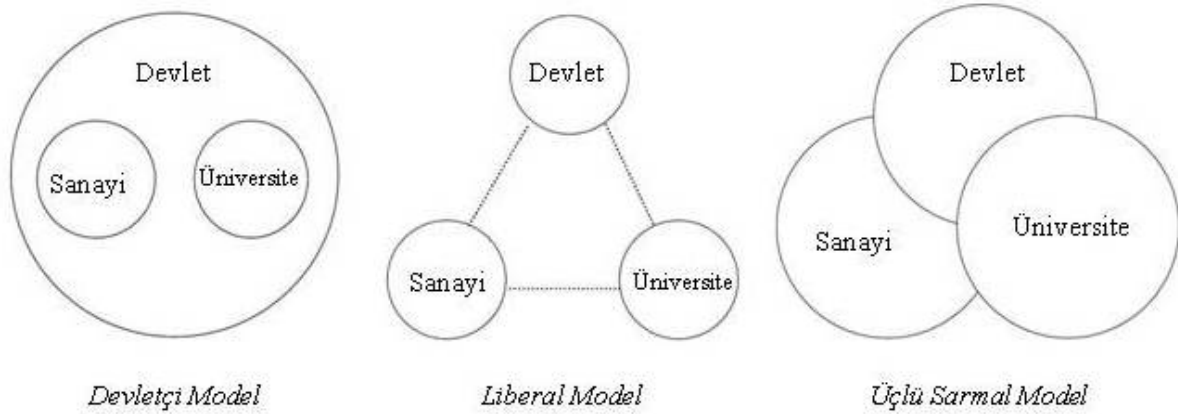 Devlet
Sanayi
Üniversite
Devletçi Model
Devlet
Sanayi
Üniversite
Liberal Model
Devlet
Sanayi
Üniversite
Üçlü Sarmal Model